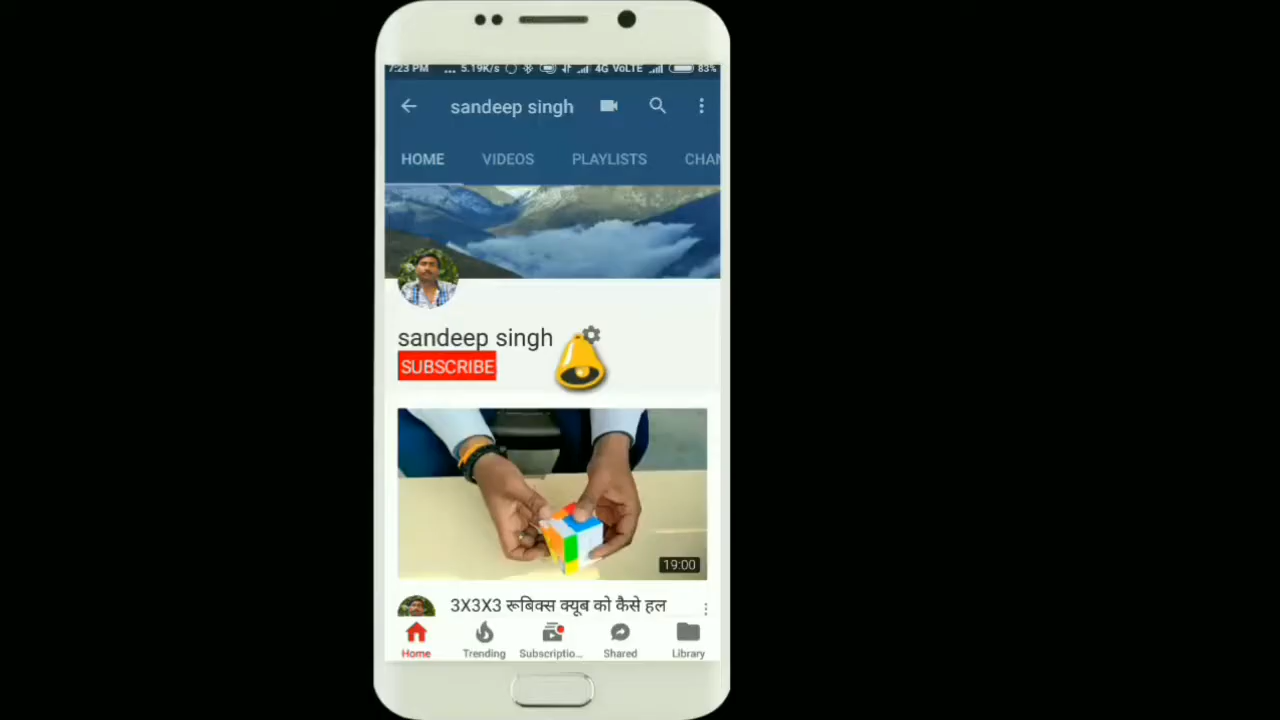 7:23 PM ... 5.19K/s 4G VoLTE 83%
sandeep singh
HOME VIDEOS PLAYLISTS CHAN
sandeep singh
SUBSCRIBE
19:00
3X3X3 रूबिक्स क्यूब को कैसे हल
Home Trending Subscriptio... Shared Library